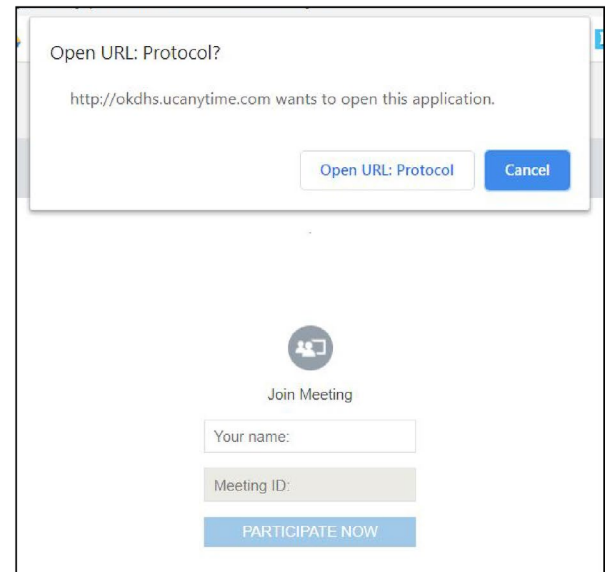 Open URL: Protocol?
http://okdhs.ucanytime.com wants to open this application.
Open URL: Protocol Cancel
Join Meeting
Your name:
Meeting ID:
PARTICIPATE NOW